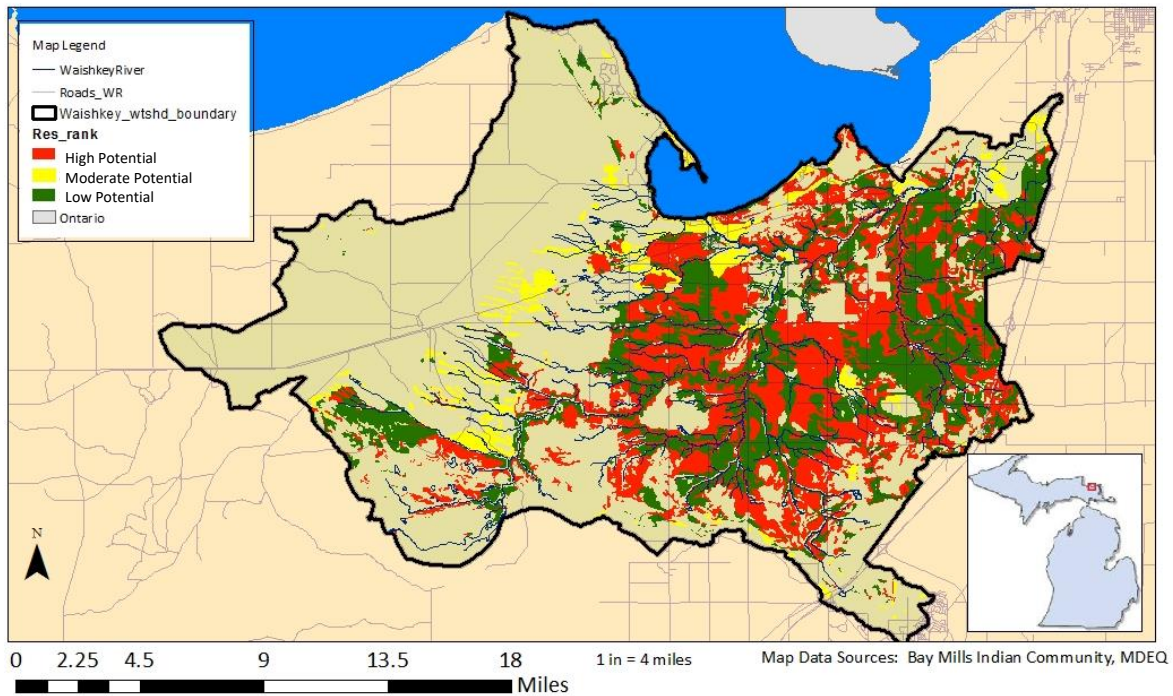 Map Legend
WaishkeyRiver
Roads_WR
Waishkey_wtshd_boundary
Res_rank
High Potential
Moderate Potential
Low Potential
Ontario
N
0 2.25 4.5 9 13.5 18
Miles
1 in = 4 miles
Map Data Sources: Bay Mills Indian Community, MDEQ